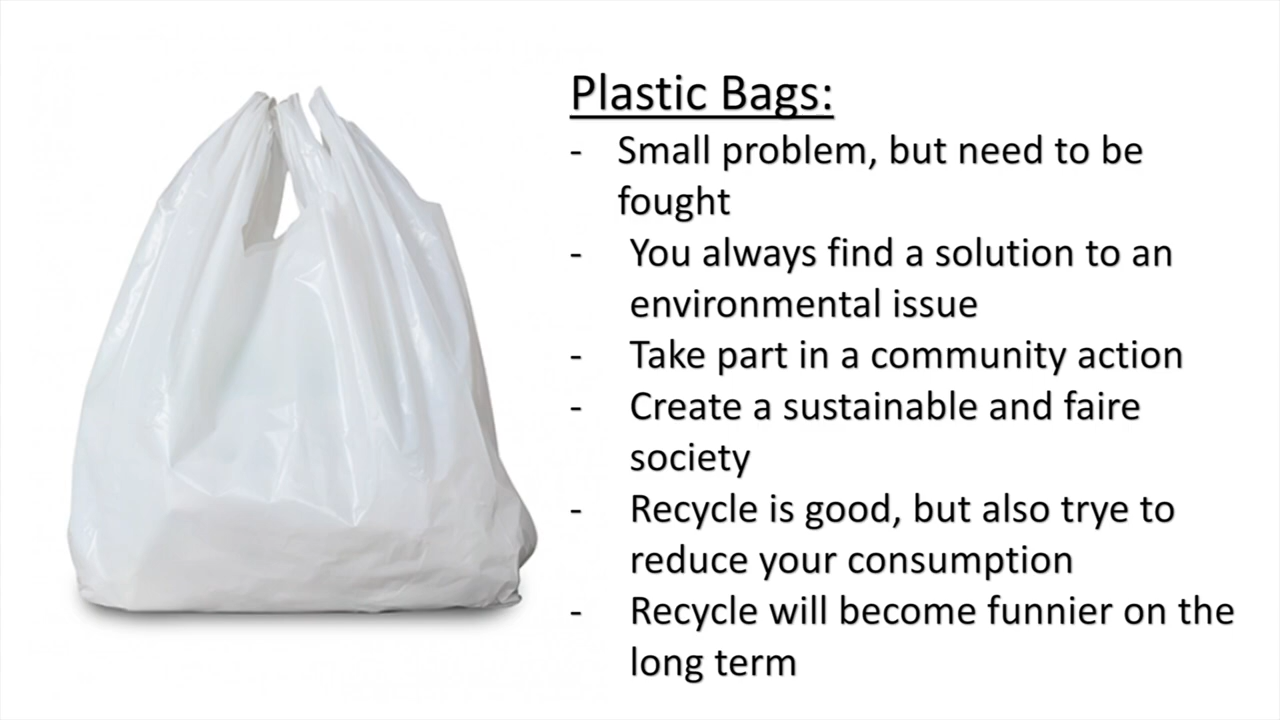 Plastic Bags:
- Small problem, but need to be
fought
- You always find a solution to an
environmental issue
- Take part in a community action
- Create a sustainable and faire
society
- Recycle is good, but also trye to
reduce your consumption
- Recycle will become funnier on the
long term